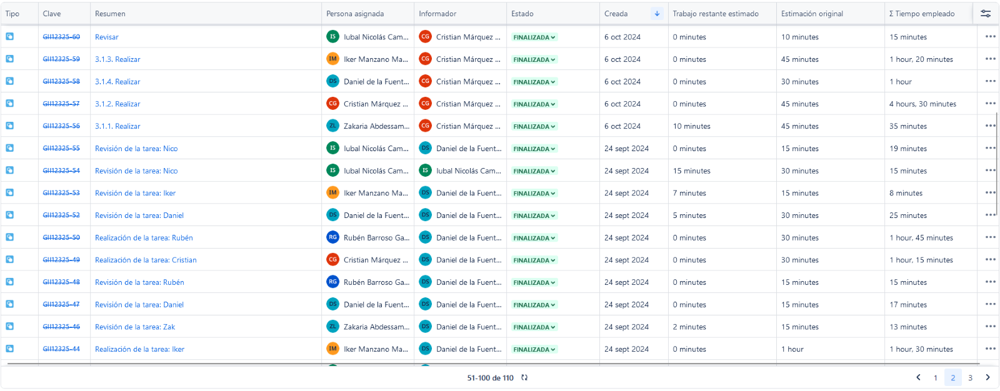 Tipo Clave Resumen Persona asignada Informador Estado Creada Trabajo restante estimado Estimación original Σ Tiempo empleado
GII12325-60 Revisar IS Iubal Nicolás Cam... CG Cristian Márquez ... FINALIZADA 6 oct 2024 0 minutes 10 minutes 15 minutes
GII12325-59 3.1.3. Realizar IM Iker Manzano Ma... CG Cristian Márquez ... FINALIZADA 6 oct 2024 0 minutes 45 minutes 1 hour, 20 minutes
GII12325-58 3.1.4. Realizar DS Daniel de la Fuent... CG Cristian Márquez ... FINALIZADA 6 oct 2024 0 minutes 30 minutes 1 hour
GII12325-57 3.1.2. Realizar CG Cristian Márquez ... CG Cristian Márquez ... FINALIZADA 6 oct 2024 0 minutes 45 minutes 4 hours, 30 minutes
GII12325-56 3.1.1. Realizar ZL Zakaria Abdessam... CG Cristian Márquez ... FINALIZADA 6 oct 2024 10 minutes 45 minutes 35 minutes
GII12325-55 Revisión de la tarea: Nico IS Iubal Nicolás Cam... DS Daniel de la Fuent... FINALIZADA 24 sept 2024 0 minutes 15 minutes 19 minutes
GII12325-54 Revisión de la tarea: Nico IS Iubal Nicolás Cam... IS Iubal Nicolás Cam... FINALIZADA 24 sept 2024 15 minutes 30 minutes 15 minutes
GII12325-53 Revisión de la tarea: Iker IM Iker Manzano Ma... DS Daniel de la Fuent... FINALIZADA 24 sept 2024 7 minutes 15 minutes 8 minutes
GII12325-52 Revisión de la tarea: Daniel DS Daniel de la Fuent... DS Daniel de la Fuent... FINALIZADA 24 sept 2024 5 minutes 30 minutes 25 minutes
GII12325-50 Realización de la tarea: Rubén RG Rubén Barroso Ga... DS Daniel de la Fuent... FINALIZADA 24 sept 2024 0 minutes 30 minutes 1 hour, 45 minutes
GII12325-49 Realización de la tarea: Cristian CG Cristian Márquez ... DS Daniel de la Fuent... FINALIZADA 24 sept 2024 0 minutes 30 minutes 1 hour, 15 minutes
GII12325-48 Revisión de la tarea: Rubén RG Rubén Barroso Ga... DS Daniel de la Fuent... FINALIZADA 24 sept 2024 0 minutes 15 minutes 15 minutes
GII12325-47 Revisión de la tarea: Daniel DS Daniel de la Fuent... DS Daniel de la Fuent... FINALIZADA 24 sept 2024 0 minutes 15 minutes 17 minutes
GII12325-46 Revisión de la tarea: Zak ZL Zakaria Abdessam... DS Daniel de la Fuent... FINALIZADA 24 sept 2024 2 minutes 15 minutes 13 minutes
GII12325-44 Realización de la tarea: Iker IM Iker Manzano Ma... DS Daniel de la Fuent... FINALIZADA 24 sept 2024 0 minutes 1 hour 1 hour, 30 minutes
51-100 de 110 1 2 3